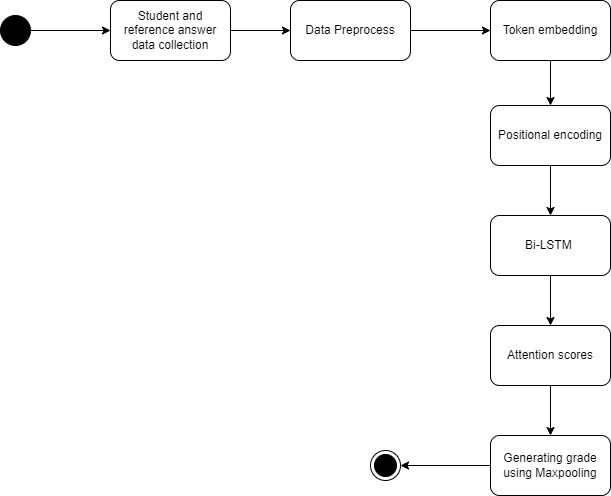 Student and
reference answer
data collection
Data Preprocess
Token embedding
Positional encoding
Bi-LSTM
Attention scores
Generating grade
using Maxpooling